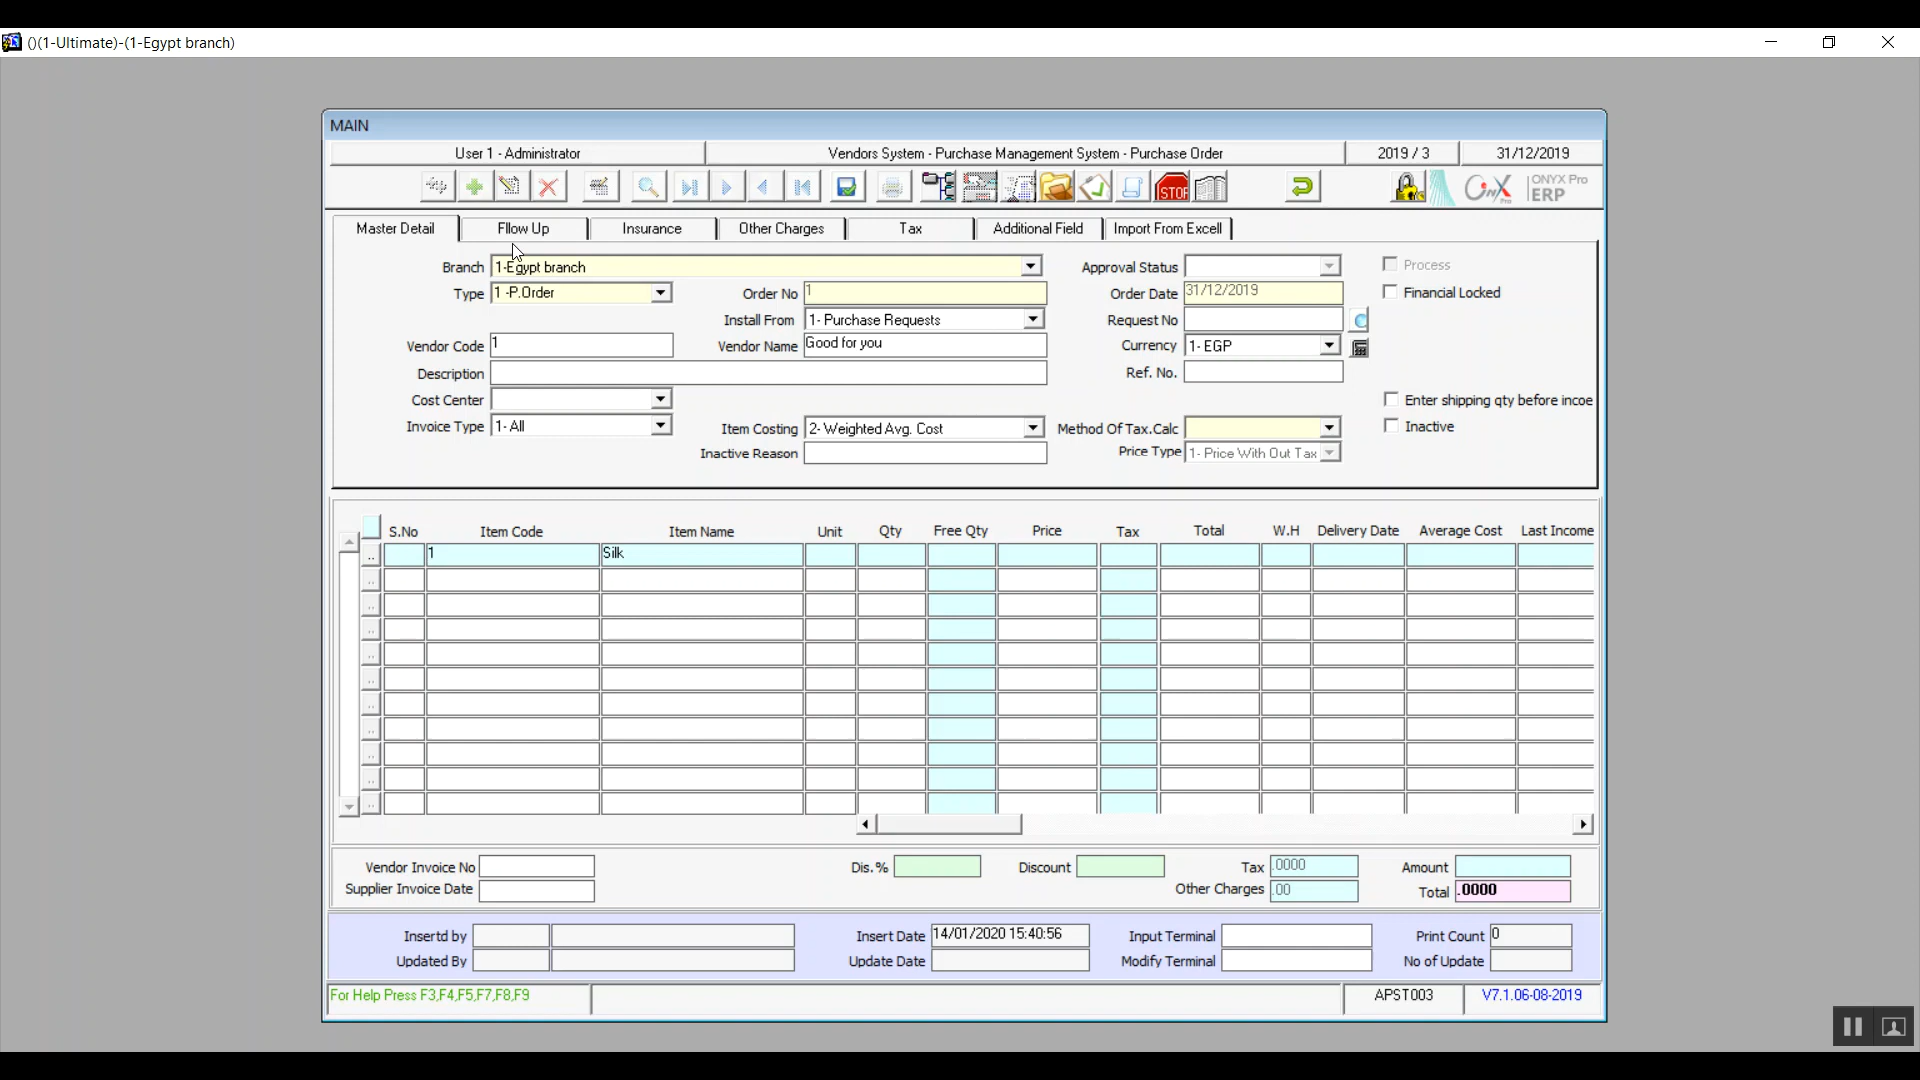 ()(1-Ultimate)-(1-Egypt branch)
MAIN
User 1 - Administrator
Vendors System - Purchase Management System - Purchase Order
2019 / 3
31/12/2019
STOP
Onyx Pro
ONYX Pro
ERP
Master Detail
Fllow Up
Insurance
Other Charges
Tax
Additional Field
Import From Excell
Branch 1-Egypt branch
Approval Status
Process
Type 1 -P.Order
Order No 1
Order Date 31/12/2019
Financial Locked
Install From 1- Purchase Requests
Request No
Vendor Code 1
Vendor Name Good for you
Currency 1- EGP
Description
Ref. No.
Cost Center
Enter shipping qty before incoe
Invoice Type 1- All
Item Costing 2- Weighted Avg. Cost
Method Of Tax.Calc
Inactive
Inactive Reason
Price Type 1- Price With Out Tax
S.No Item Code Item Name Unit Qty Free Qty Price Tax Total W.H Delivery Date Average Cost Last Income
1 Silk
Vendor Invoice No
Dis. %
Discount
Tax .0000
Amount
Supplier Invoice Date
Other Charges .00
Total .0000
Insertd by
Insert Date 14/01/2020 15:40:56
Input Terminal
Print Count 0
Updated By
Update Date
Modify Terminal
No of Update
For Help Press F3,F4,F5,F7,F8,F9
APST003
V7.1.06-08-2019